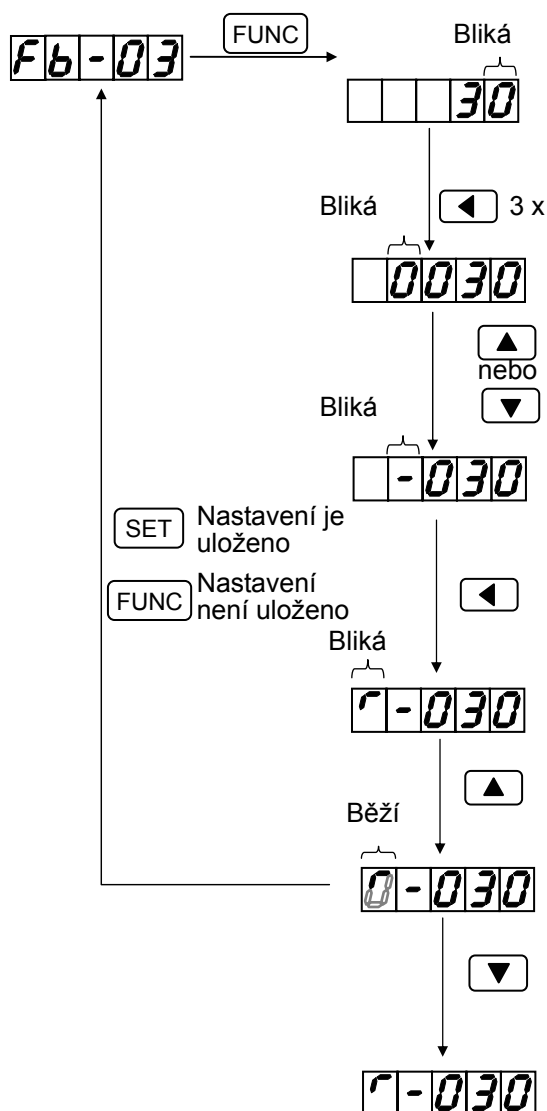 Fb-03
FUNC
Bliká
30
Bliká
3 x
0030
nebo
Bliká
-030
SET
Nastavení je
uloženo
FUNC
Nastavení
není uloženo
Bliká
r-030
Běží
r-030
r-030